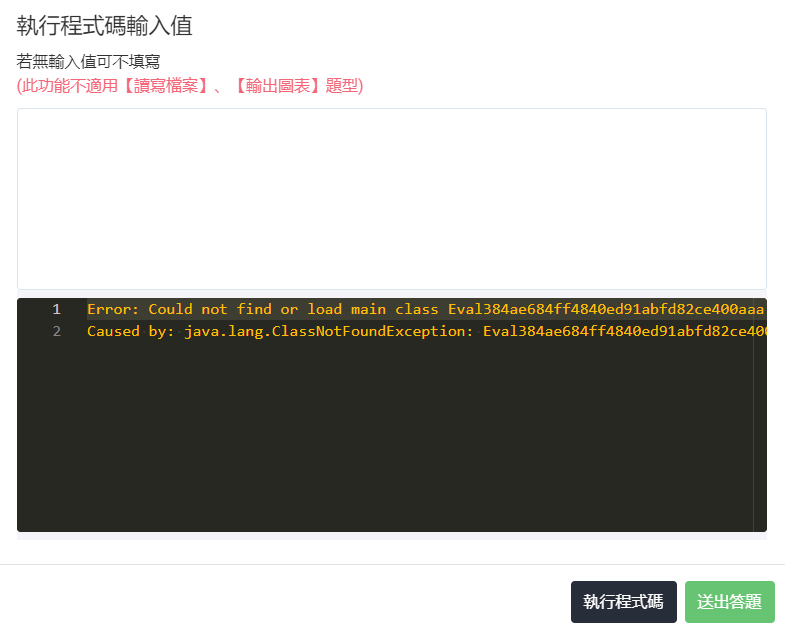 執行程式碼輸入值
若無輸入值可不填寫
(此功能不適用【讀寫檔案】、【輸出圖表】題型)
1 Error: Could not find or load main class Eval384ae684ff4840ed91abfd82ce400aaa
2 Caused by: java.lang.ClassNotFoundException: Eval384ae684ff4840ed91abfd82ce40
執行程式碼
送出答題